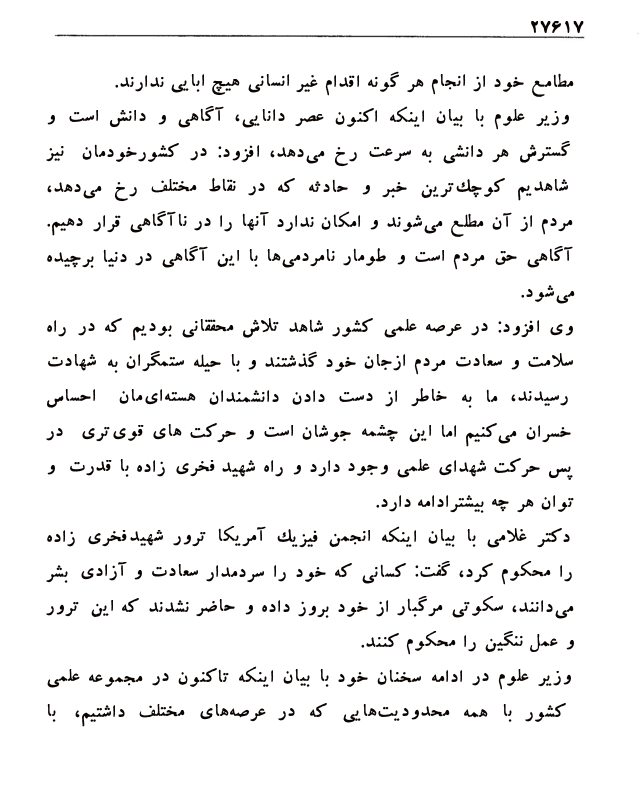 ۲۷۶۱۷
مطامع خود از انجام هر گونه اقدام غیر انسانی هیچ ابایی ندارند.
وزیر علوم با بیان اینکه اکنون عصر دانایی، آگاهی و دانش است و
گسترش هر دانشی به سرعت رخ می‌دهد، افزود: در کشورخودمان نیز
شاهدیم کوچك‌ترین خبر و حادثه که در نقاط مختلف رخ می‌دهد،
مردم از آن مطلع می‌شوند و امکان ندارد آنها را در ناآگاهی قرار دهیم.
آگاهی حق مردم است و طومار نامردمی‌ها با این آگاهی در دنیا برچیده
می‌شود.
وی افزود: در عرصه علمی کشور شاهد تلاش محققانی بودیم که در راه
سلامت و سعادت مردم ازجان خود گذشتند و با حیله ستمگران به شهادت
رسیدند، ما به خاطر از دست دادن دانشمندان هسته‌ای‌مان احساس
خسران می‌کنیم اما این چشمه جوشان است و حرکت های قوی‌تری در
پس حرکت شهدای علمی وجود دارد و راه شهید فخری زاده با قدرت و
توان هر چه بیشترادامه دارد.
دکتر غلامی با بیان اینکه انجمن فیزیك آمریکا ترور شهیدفخری زاده
را محکوم کرد، گفت: کسانی که خود را سردمدار سعادت و آزادی بشر
می‌دانند، سکوتی مرگبار از خود بروز داده و حاضر نشدند که این ترور
و عمل ننگین را محکوم کنند.
وزیر علوم در ادامه سخنان خود با بیان اینکه تاکنون در مجموعه علمی
کشور با همه محدودیت‌هایی که در عرصه‌های مختلف داشتیم، با